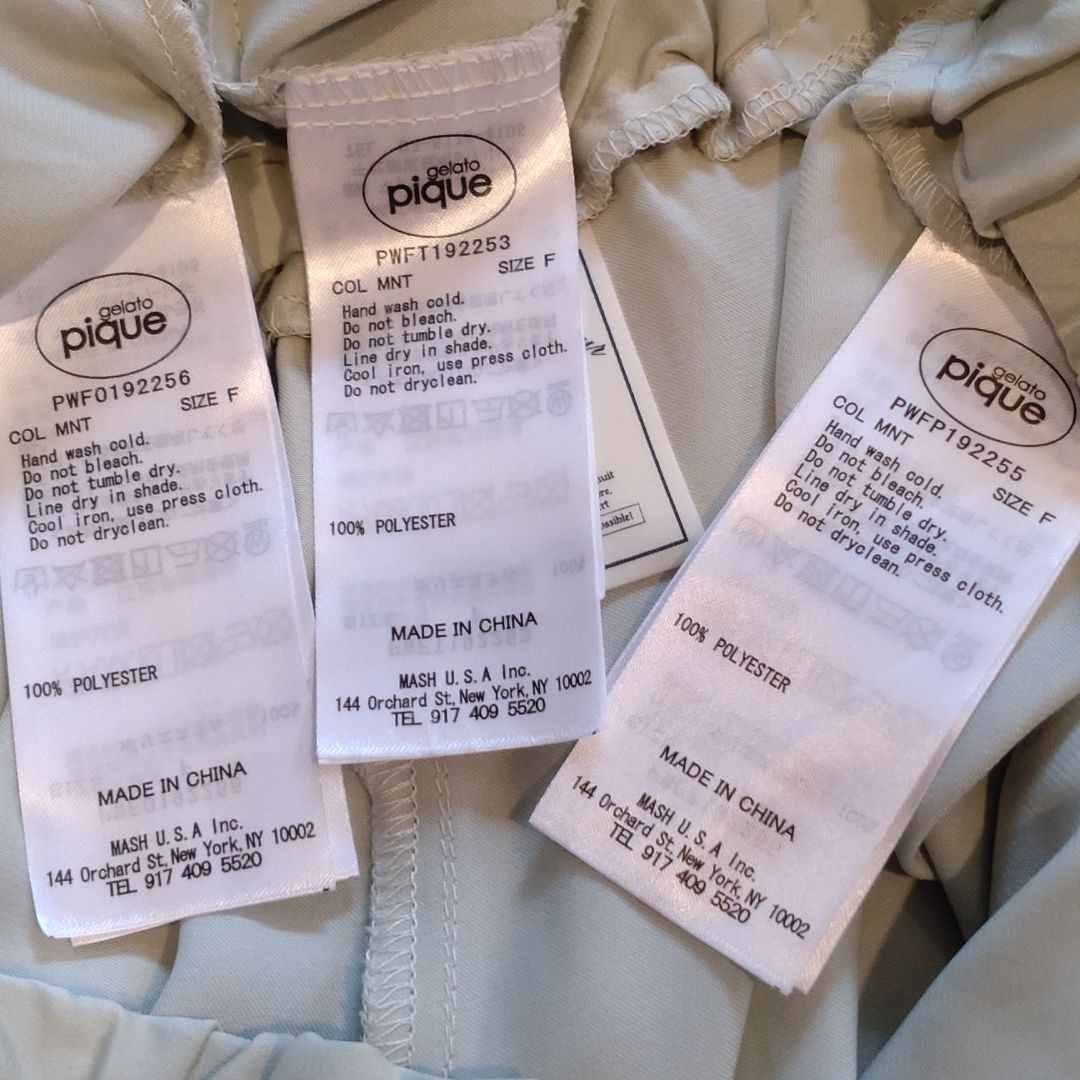 gelato
pique
PWFO192256
SIZE F
COL MNT
Hand wash cold.
Do not bleach.
Do not tumble dry.
Line dry in shade.
Cool iron, use press cloth.
Do not dryclean.
100% POLYESTER
MADE IN CHINA
MASH U.S.A Inc.
144 Orchard St, New York, NY 10002
TEL 917 409 5520
gelato
pique
PWFT192253
SIZE F
COL MNT
Hand wash cold.
Do not bleach.
Do not tumble dry.
Line dry in shade.
Cool iron, use press cloth.
Do not dryclean.
100% POLYESTER
MADE IN CHINA
MASH U.S.A Inc.
144 Orchard St, New York, NY 10002
TEL 917 409 5520
gelato
pique
PWFP192255
SIZE F
COL MNT
Hand wash cold.
Do not bleach.
Do not tumble dry.
Line dry in shade.
Cool iron, use press cloth.
Do not dryclean.
100% POLYESTER
MADE IN CHINA
MASH U.S.A Inc.
144 Orchard St, New York, NY 10002
TEL 917 409 5520